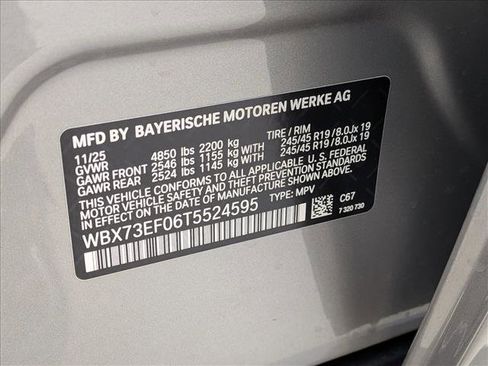 MFD BY BAYERISCHE MOTOREN WERKE AG
11/25 TIRE / RIM
GVWR 4850 lbs 2200 kg
GAWR FRONT 2546 lbs 1155 kg 245/45 R19 / 8.0Jx 19
GAWR REAR 2524 lbs 1145 kg 245/45 R19 / 8.0Jx 19
THIS VEHICLE CONFORMS TO ALL APPLICABLE U.S. FEDERAL
MOTOR VEHICLE SAFETY AND THEFT PREVENTION STANDARDS
IN EFFECT ON THE DATE OF MANUFACTURE SHOWN ABOVE.
WBX73EF06T5524595 TYPE: MPV
C67
7 320 720